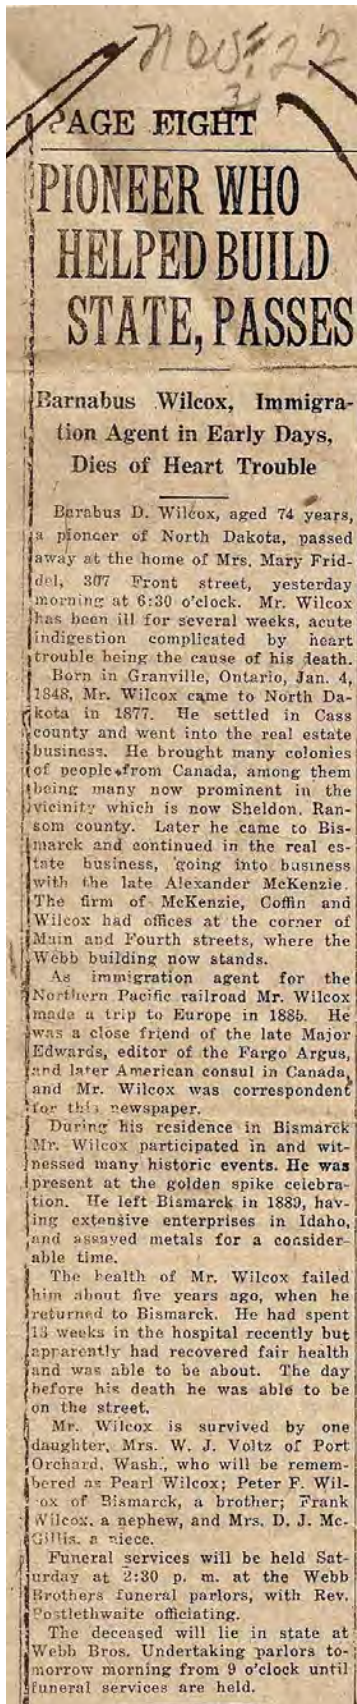 Nov. 22
PAGE EIGHT
PIONEER WHO
HELPED BUILD
STATE, PASSES
Barnabus Wilcox, Immigra-
tion Agent in Early Days,
Dies of Heart Trouble
Barabus D. Wilcox, aged 74 years,
a pioneer of North Dakota, passed
away at the home of Mrs. Mary Frid-
del, 307 Front street, yesterday
morning at 6:30 o'clock. Mr. Wilcox
has been ill for several weeks, acute
indigestion complicated by heart
trouble being the cause of his death.
Born in Granville, Ontario, Jan. 4,
1848, Mr. Wilcox came to North Da-
kota in 1877. He settled in Cass
county and went into the real estate
business. He brought many colonies
of people from Canada, among them
being many now prominent in the
vicinity which is now Sheldon, Ran-
som county. Later he came to Bis-
marck and continued in the real es-
tate business, going into business
with the late Alexander McKenzie.
The firm of McKenzie, Coffin and
Wilcox had offices at the corner of
Main and Fourth streets, where the
Webb building now stands.
As immigration agent for the
Northern Pacific railroad Mr. Wilcox
made a trip to Europe in 1885. He
was a close friend of the late Major
Edwards, editor of the Fargo Argus,
and later American consul in Canada,
and Mr. Wilcox was correspondent
for this newspaper.
During his residence in Bismarck
Mr. Wilcox participated in and wit-
nessed many historic events. He was
present at the golden spike celebra-
tion. He left Bismarck in 1889, hav-
ing extensive enterprises in Idaho,
and assayed metals for a consider-
able time.
The health of Mr. Wilcox failed
him about five years ago, when he
returned to Bismarck. He had spent
13 weeks in the hospital recently but
apparently had recovered fair health
and was able to be about. The day
before his death he was able to be
on the street.
Mr. Wilcox is survived by one
daughter, Mrs. W. J. Voltz of Port
Orchard, Wash., who will be remem-
bered as Pearl Wilcox; Peter F. Wil-
cox of Bismarck, a brother; Frank
Wilcox, a nephew, and Mrs. D. J. Mc-
Gillis, a niece.
Funeral services will be held Sat-
urday at 2:30 p. m. at the Webb
Brothers funeral parlors, with Rev.
Postlethwaite officiating.
The deceased will lie in state at
Webb Bros. Undertaking parlors to-
morrow morning from 9 o'clock until
funeral services are held.